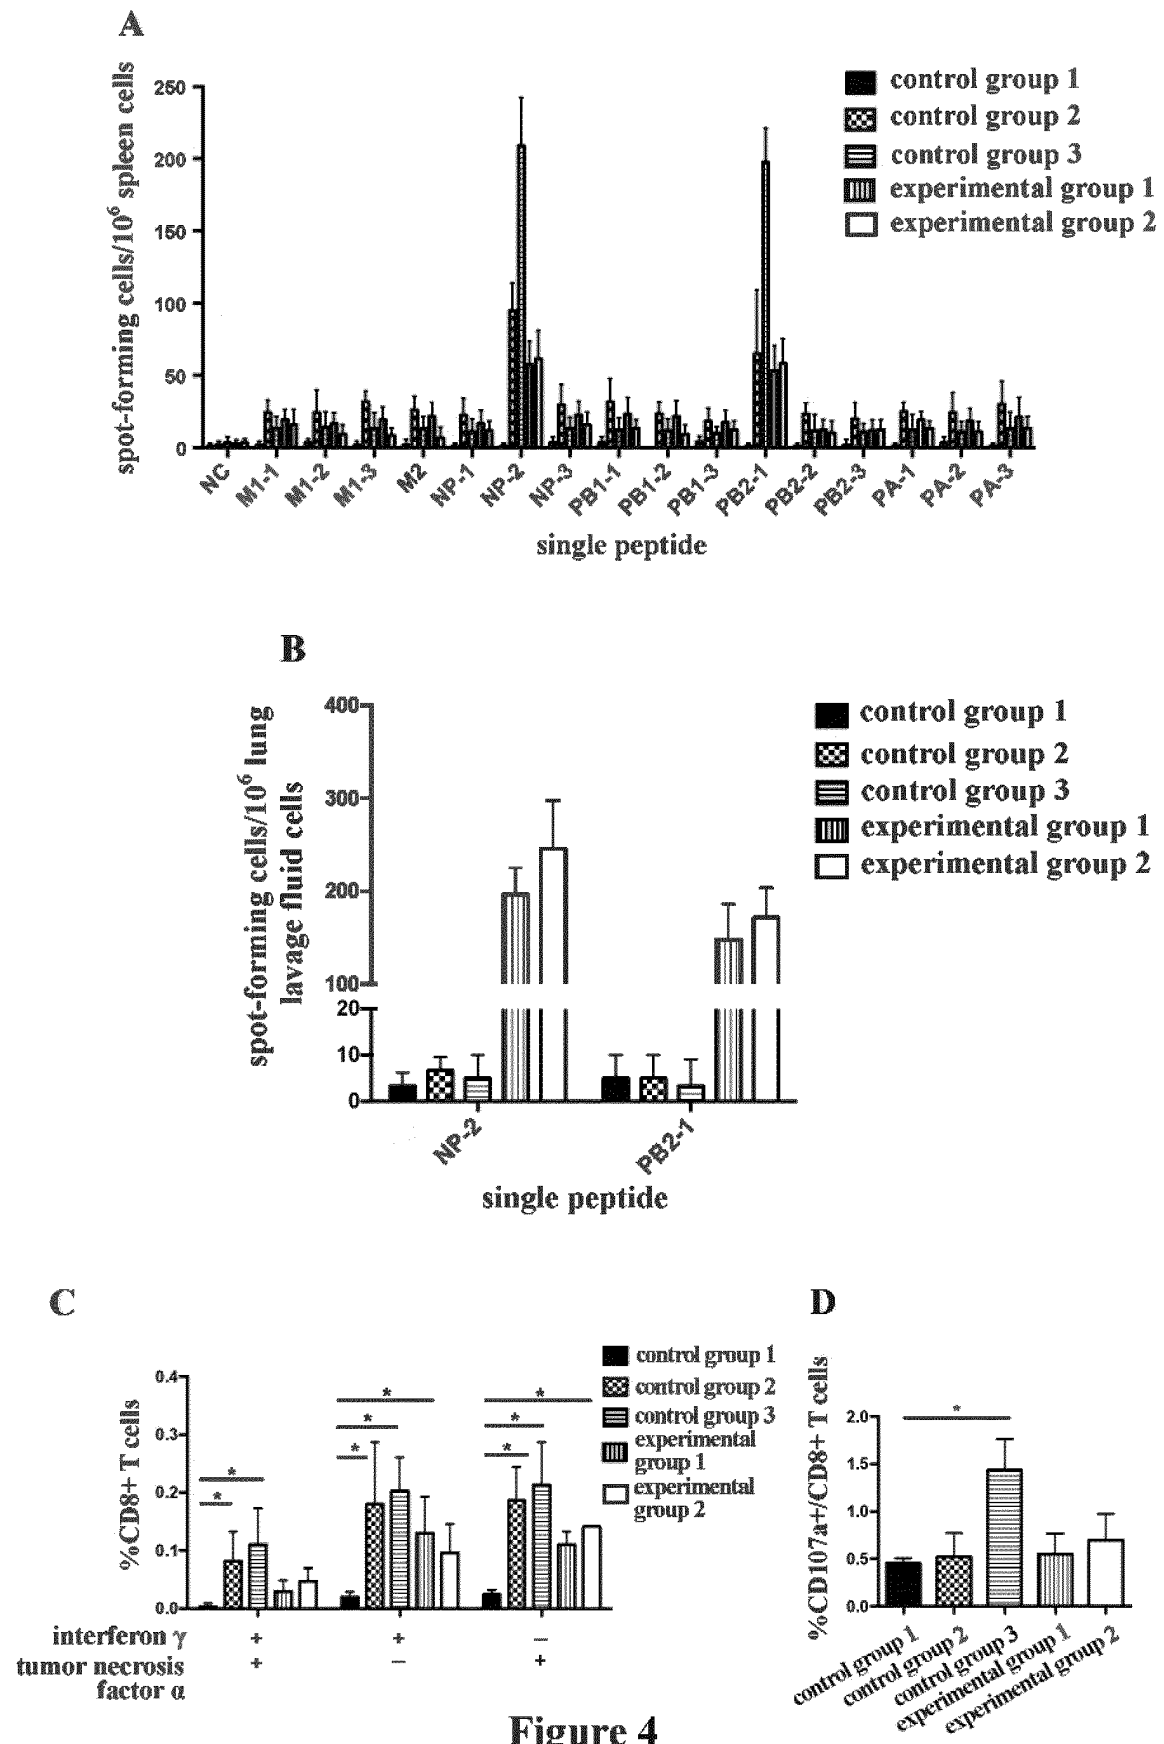 A
spot-forming cells/10⁶ spleen cells
250
200
150
100
50
0
NC
M1-1
M1-2
M1-3
M2
NP-1
NP-2
NP-3
PB1-1
PB1-2
PB1-3
PB2-1
PB2-2
PB2-3
PA-1
PA-2
PA-3
single peptide
control group 1
control group 2
control group 3
experimental group 1
experimental group 2
B
spot-forming cells/10⁶ lung
lavage fluid cells
400
300
200
100
20
10
0
NP-2
PB2-1
single peptide
control group 1
control group 2
control group 3
experimental group 1
experimental group 2
C
%CD8+ T cells
0.4
0.3
0.2
0.1
0.0
* *
* * *
* * *
control group 1
control group 2
control group 3
experimental
group 1
experimental
group 2
interferon γ + + –
tumor necrosis + – +
factor α
D
%CD107a+/CD8+ T cells
2.0
1.5
1.0
0.5
0.0
*
control group 1
control group 2
control group 3
experimental group 1
experimental group 2
Figure 4